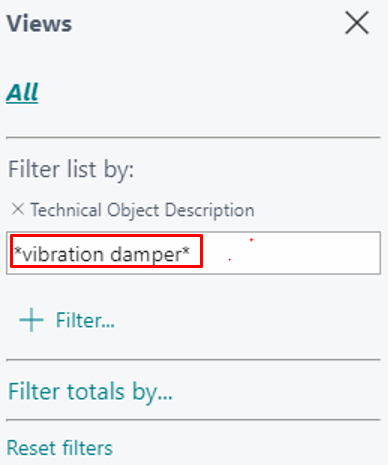 Views
All
Filter list by:
× Technical Object Description
*vibration damper* .
+ Filter...
Filter totals by...
Reset filters